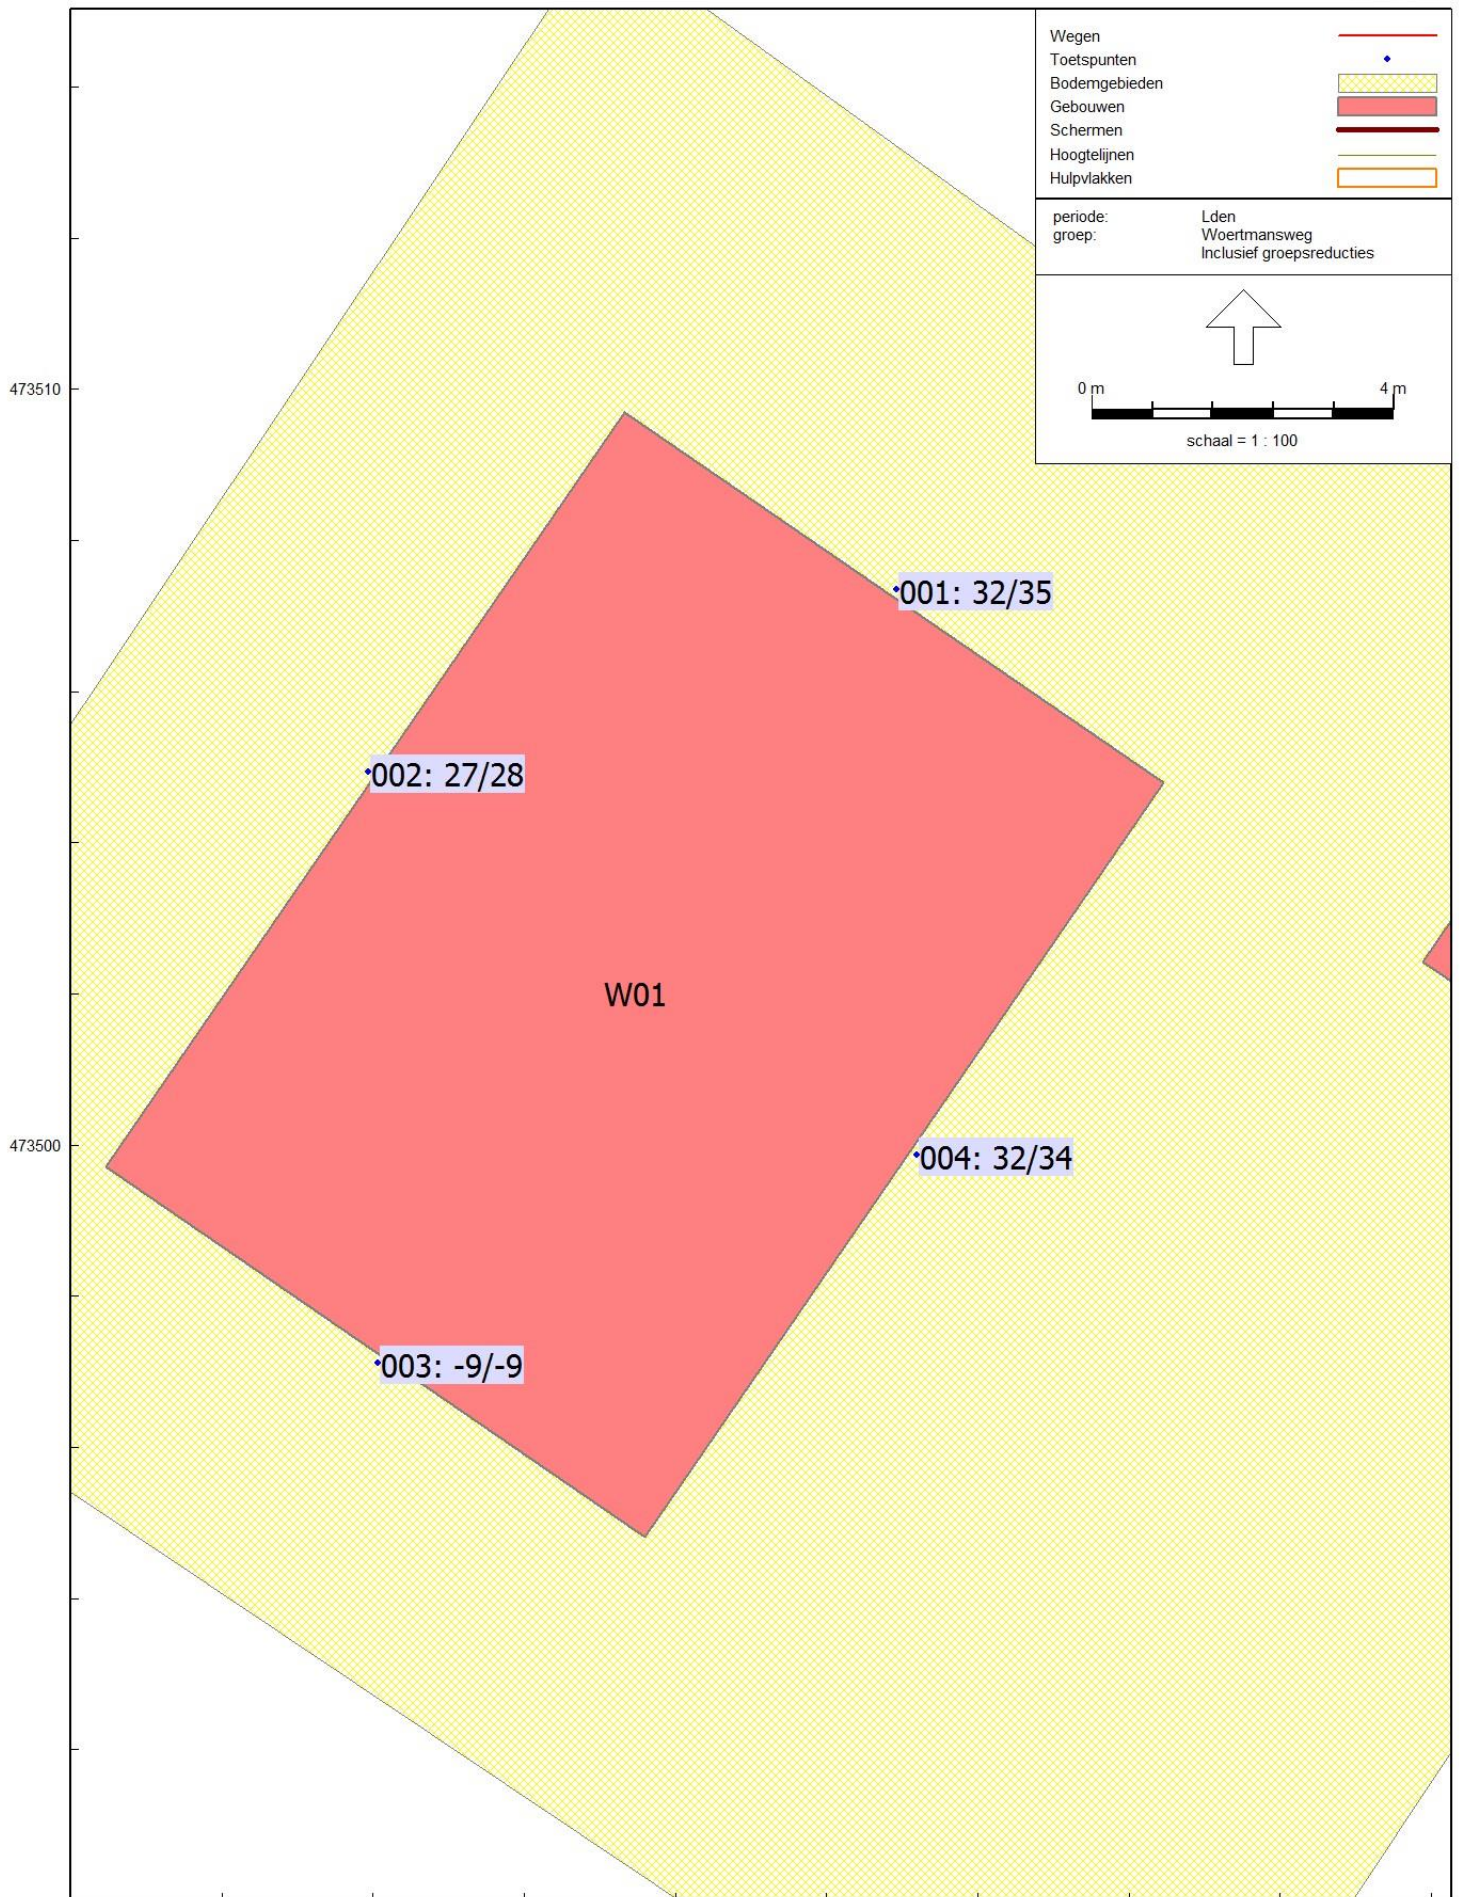 Wegen
Toetspunten
Bodemgebieden
Gebouwen
Schermen
Hoogtelijnen
Hulpvlakken
periode: Lden
groep: Woertmansweg
Inclusief groepsreducties
0 m 4 m
schaal = 1 : 100
473510
001: 32/35
002: 27/28
W01
473500
004: 32/34
003: -9/-9